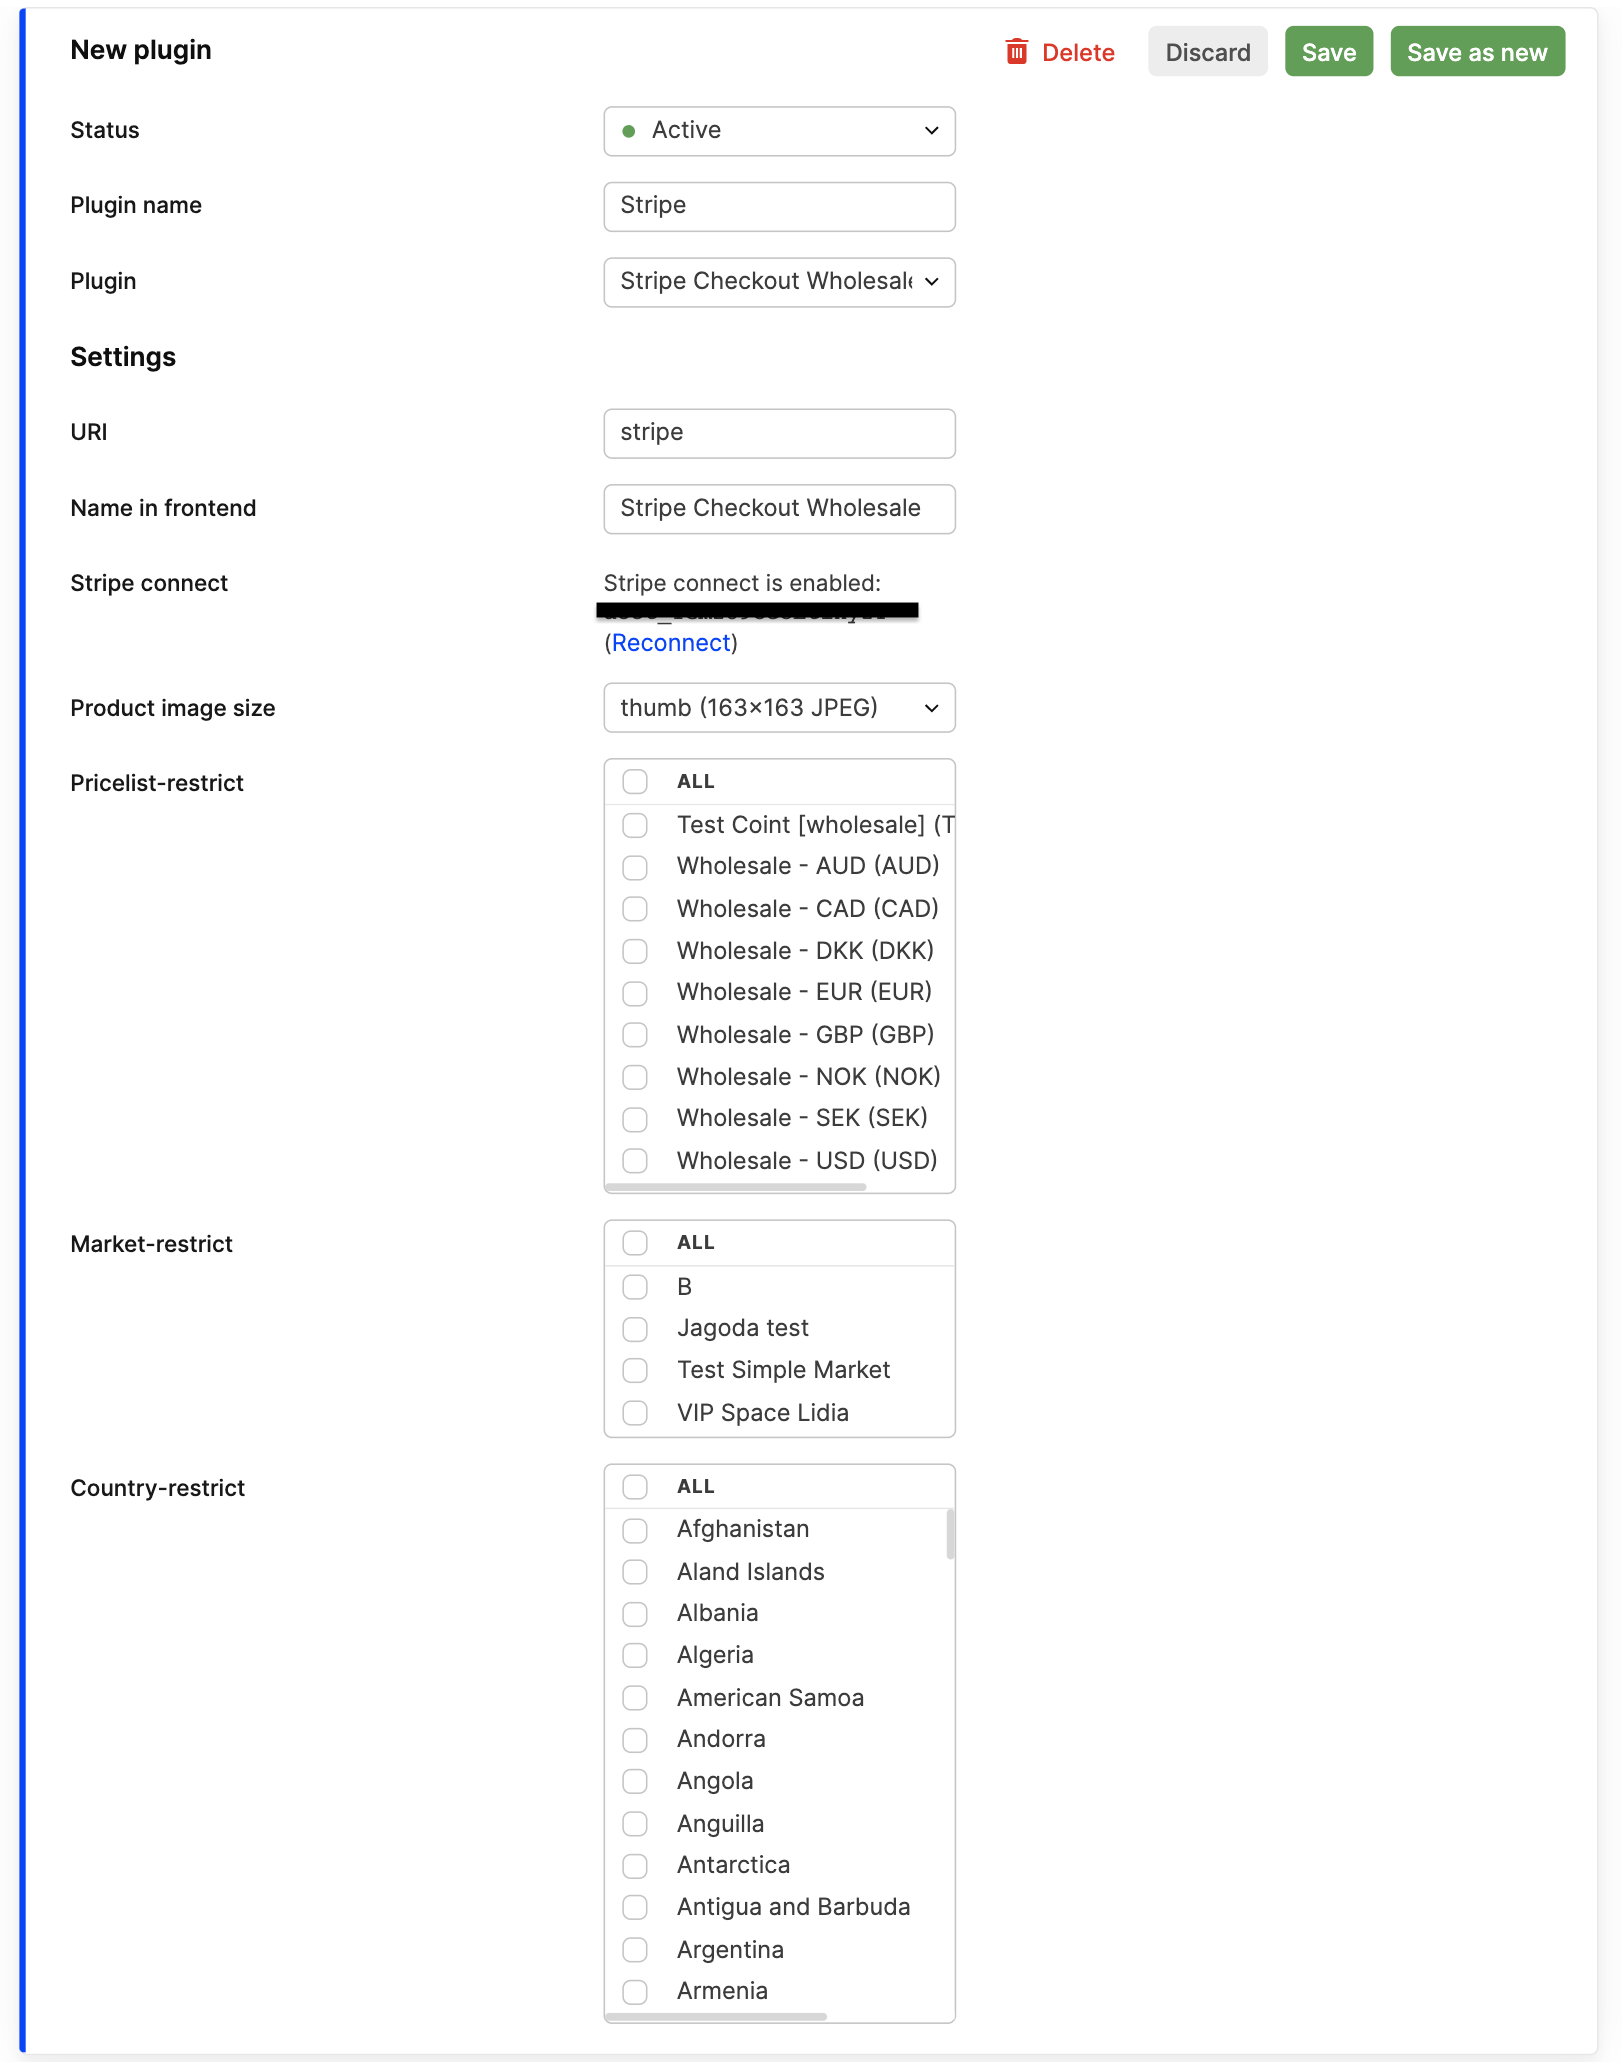 New plugin
Delete
Discard
Save
Save as new
Status
Active
Plugin name
Stripe
Plugin
Stripe Checkout Wholesale
Settings
URI
stripe
Name in frontend
Stripe Checkout Wholesale
Stripe connect
Stripe connect is enabled:
(Reconnect)
Product image size
thumb (163×163 JPEG)
Pricelist-restrict
ALL
Test Coint [wholesale] (T
Wholesale - AUD (AUD)
Wholesale - CAD (CAD)
Wholesale - DKK (DKK)
Wholesale - EUR (EUR)
Wholesale - GBP (GBP)
Wholesale - NOK (NOK)
Wholesale - SEK (SEK)
Wholesale - USD (USD)
Market-restrict
ALL
B
Jagoda test
Test Simple Market
VIP Space Lidia
Country-restrict
ALL
Afghanistan
Aland Islands
Albania
Algeria
American Samoa
Andorra
Angola
Anguilla
Antarctica
Antigua and Barbuda
Argentina
Armenia